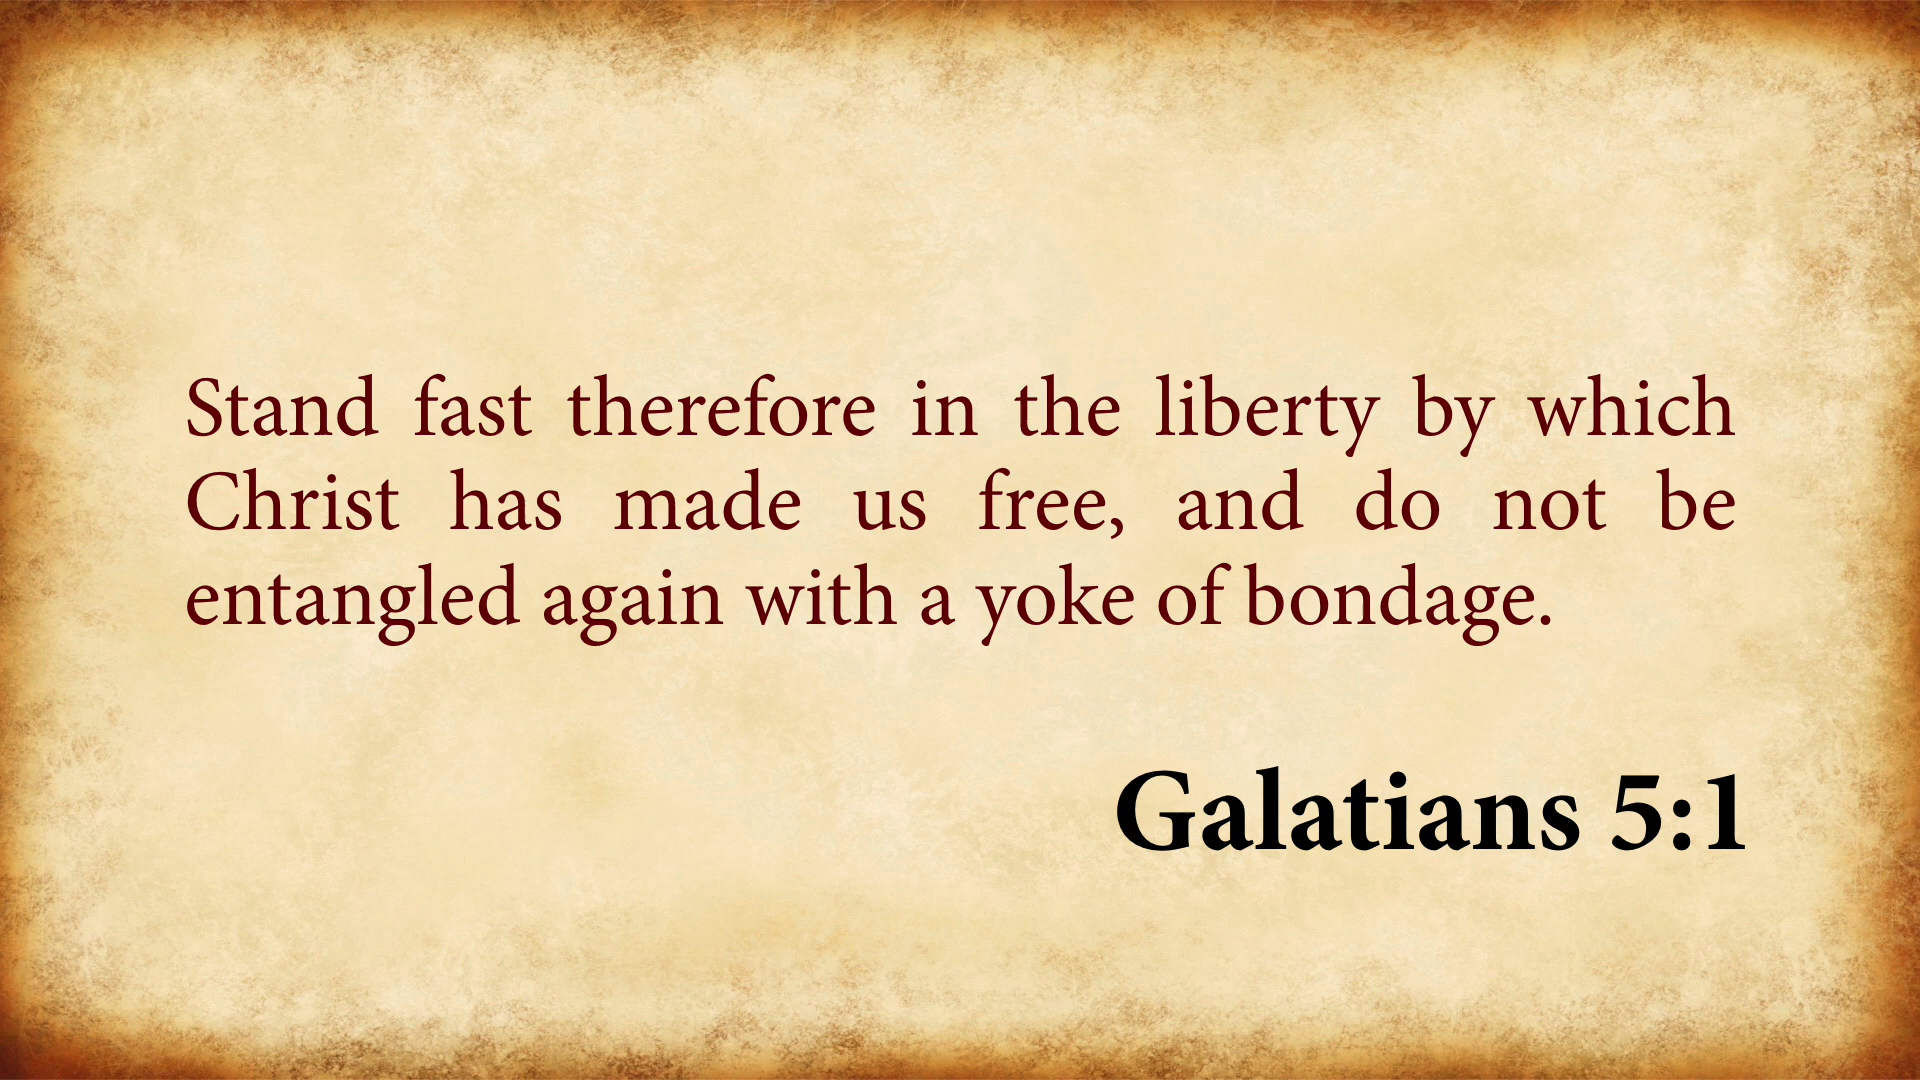 Stand fast therefore in the liberty by which
Christ has made us free, and do not be
entangled again with a yoke of bondage.
Galatians 5:1